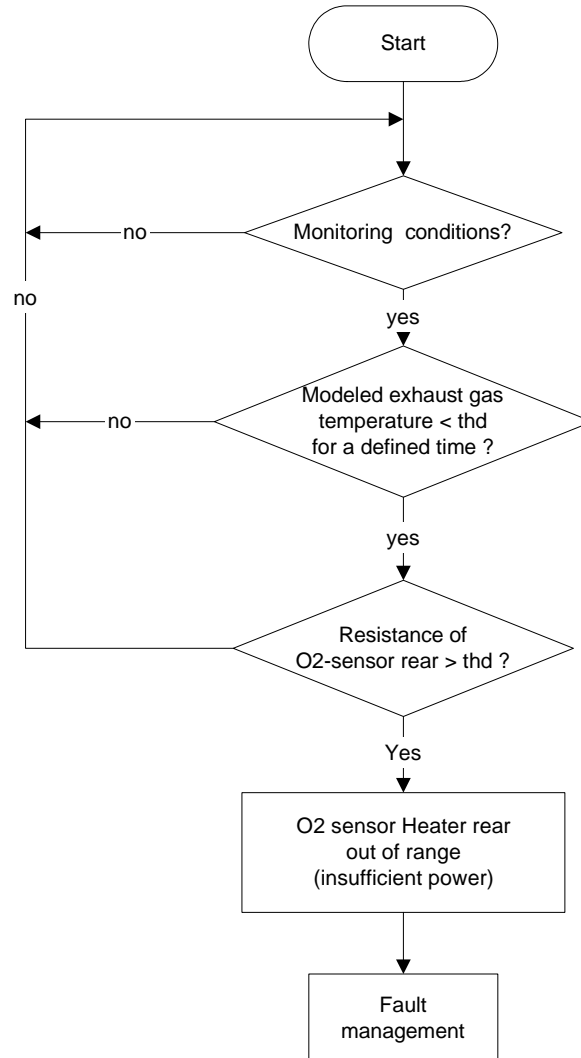 Start
no
Monitoring conditions?
no
yes
Modeled exhaust gas
temperature < thd
for a defined time ?
no
yes
Resistance of
O2-sensor rear > thd ?
Yes
O2 sensor Heater rear
out of range
(insufficient power)
Fault
management